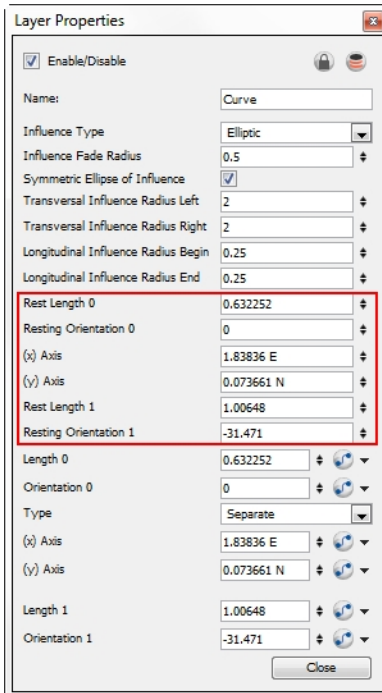 Layer Properties
Enable/Disable
Name: Curve
Influence Type Elliptic
Influence Fade Radius 0.5
Symmetric Ellipse of Influence
Transversal Influence Radius Left 2
Transversal Influence Radius Right 2
Longitudinal Influence Radius Begin 0.25
Longitudinal Influence Radius End 0.25
Rest Length 0 0.632252
Resting Orientation 0 0
(x) Axis 1.83836 E
(y) Axis 0.073661 N
Rest Length 1 1.00648
Resting Orientation 1 -31.471
Length 0 0.632252
Orientation 0 0
Type Separate
(x) Axis 1.83836 E
(y) Axis 0.073661 N
Length 1 1.00648
Orientation 1 -31.471
Close